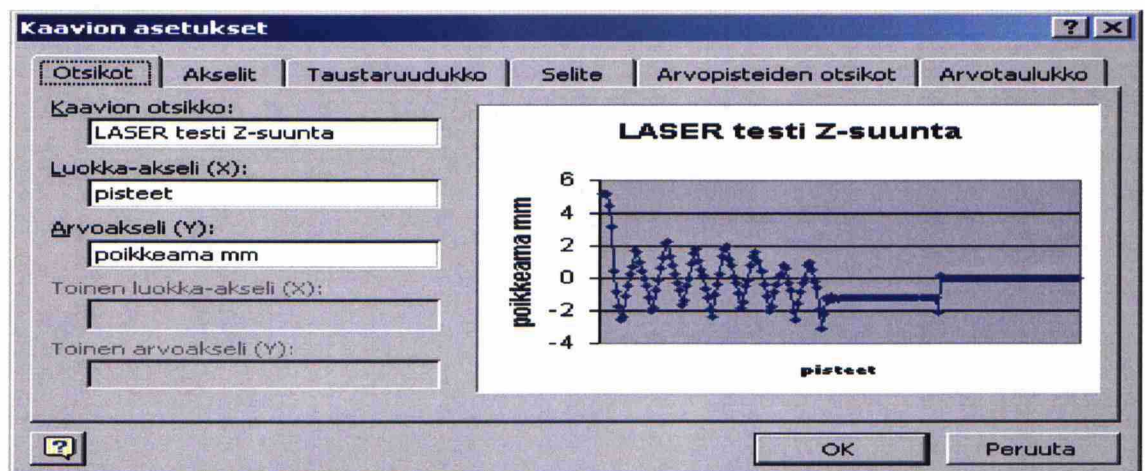 Kaavion asetukset
Otsikot Akselit Taustaruudukko Selite Arvopisteiden otsikot Arvotaulukko
Kaavion otsikko:
LASER testi Z-suunta
Luokka-akseli (X):
pisteet
Arvoakseli (Y):
poikkeama mm
Toinen luokka-akseli (X):
Toinen arvoakseli (Y):
LASER testi Z-suunta
poikkeama mm
6
4
2
0
-2
-4
pisteet
OK Peruuta